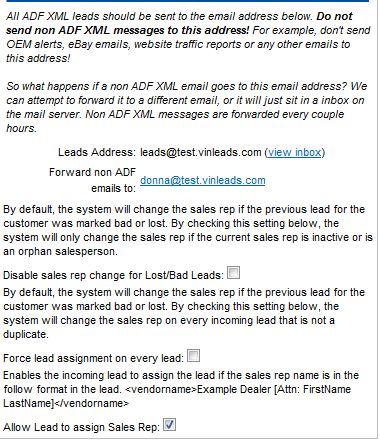 All ADF XML leads should be sent to the email address below. Do not
send non ADF XML messages to this address! For example, don't send
OEM alerts, eBay emails, website traffic reports or any other emails to
this address!
So what happens if a non ADF XML email goes to this email address? We
can attempt to forward it to a different email, or it will just sit in a inbox on
the mail server. Non ADF XML messages are forwarded every couple
hours.
Leads Address: leads@test.vinleads.com (view inbox)
Forward non ADF
emails to: donna@test.vinleads.com
By default, the system will change the sales rep if the previous lead for the
customer was marked bad or lost. By checking this setting below, the
system will only change the sales rep if the current sales rep is inactive or is
an orphan salesperson.
Disable sales rep change for Lost/Bad Leads:
By default, the system will change the sales rep if the previous lead for the
customer was marked bad or lost. By checking this setting below, the
system will change the sales rep on every incoming lead that is not a
duplicate.
Force lead assignment on every lead:
Enables the incoming lead to assign the lead if the sales rep name is in the
follow format in the lead. <vendorname>Example Dealer [Attn: FirstName
LastName]</vendorname>
Allow Lead to assign Sales Rep: